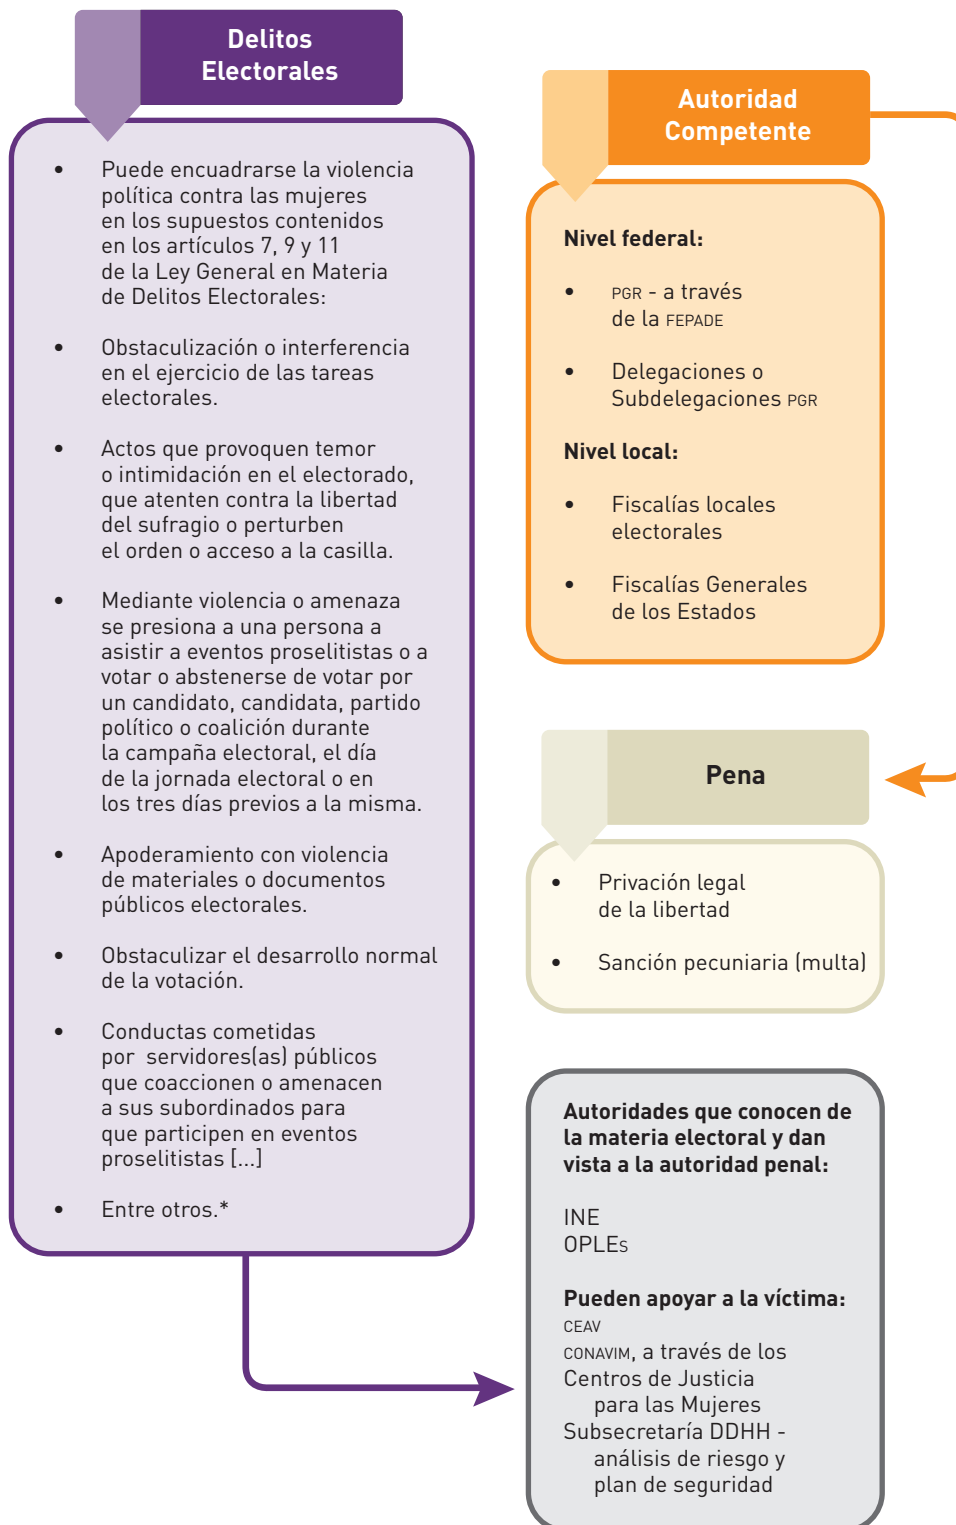 Delitos
Electorales
• Puede encuadrarse la violencia
política contra las mujeres
en los supuestos contenidos
en los artículos 7, 9 y 11
de la Ley General en Materia
de Delitos Electorales:
• Obstaculización o interferencia
en el ejercicio de las tareas
electorales.
• Actos que provoquen temor
o intimidación en el electorado,
que atenten contra la libertad
del sufragio o perturben
el orden o acceso a la casilla.
• Mediante violencia o amenaza
se presiona a una persona a
asistir a eventos proselitistas o a
votar o abstenerse de votar por
un candidato, candidata, partido
político o coalición durante
la campaña electoral, el día
de la jornada electoral o en
los tres días previos a la misma.
• Apoderamiento con violencia
de materiales o documentos
públicos electorales.
• Obstaculizar el desarrollo normal
de la votación.
• Conductas cometidas
por servidores(as) públicos
que coaccionen o amenacen
a sus subordinados para
que participen en eventos
proselitistas [...]
• Entre otros.*
Autoridad
Competente
Nivel federal:
• PGR - a través
de la FEPADE
• Delegaciones o
Subdelegaciones PGR
Nivel local:
• Fiscalías locales
electorales
• Fiscalías Generales
de los Estados
Pena
• Privación legal
de la libertad
• Sanción pecuniaria (multa)
Autoridades que conocen de
la materia electoral y dan
vista a la autoridad penal:
INE
OPLEs
Pueden apoyar a la víctima:
CEAV
CONAVIM, a través de los
Centros de Justicia
para las Mujeres
Subsecretaría DDHH -
análisis de riesgo y
plan de seguridad